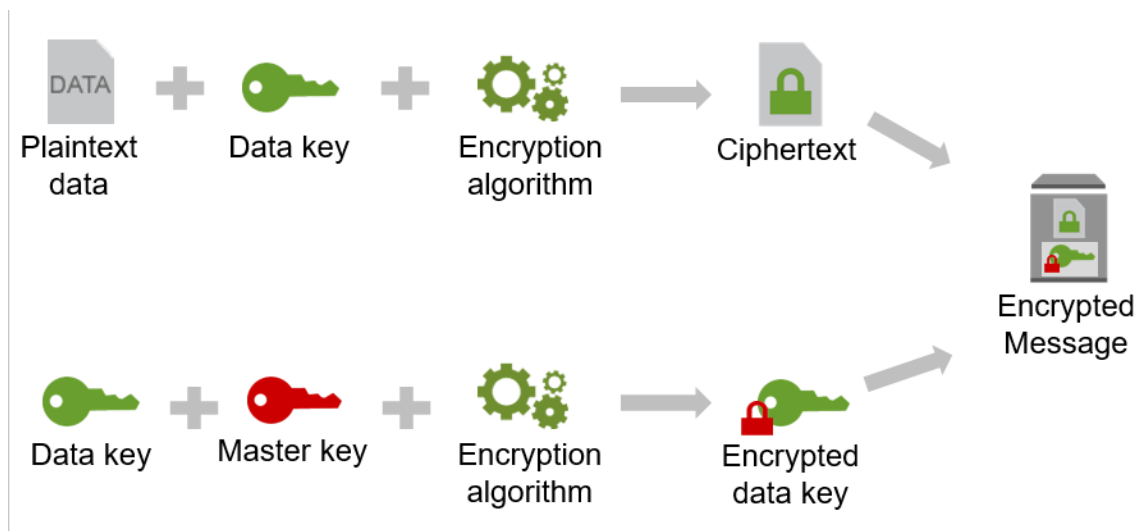 DATA
Plaintext
data
Data key
Encryption
algorithm
Ciphertext
Encrypted
Message
Data key
Master key
Encryption
algorithm
Encrypted
data key